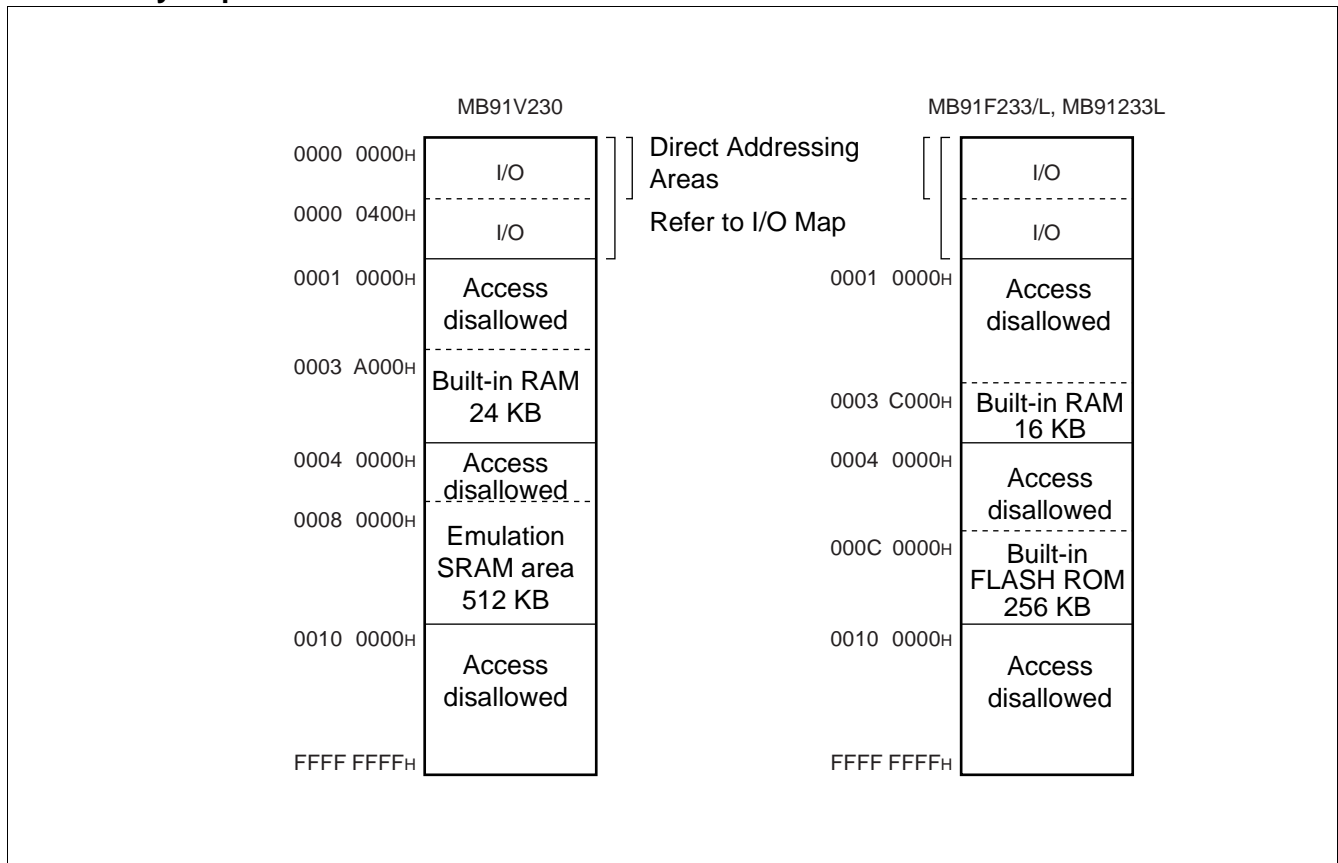 MB91V230
0000 0000H
I/O
0000 0400H
I/O
0001 0000H
Access
disallowed
0003 A000H
Built-in RAM
24 KB
0004 0000H
Access
disallowed
0008 0000H
Emulation
SRAM area
512 KB
0010 0000H
Access
disallowed
FFFF FFFFH
Direct Addressing
Areas
Refer to I/O Map
MB91F233/L, MB91233L
I/O
I/O
0001 0000H
Access
disallowed
0003 C000H
Built-in RAM
16 KB
0004 0000H
Access
disallowed
000C 0000H
Built-in
FLASH ROM
256 KB
0010 0000H
Access
disallowed
FFFF FFFFH